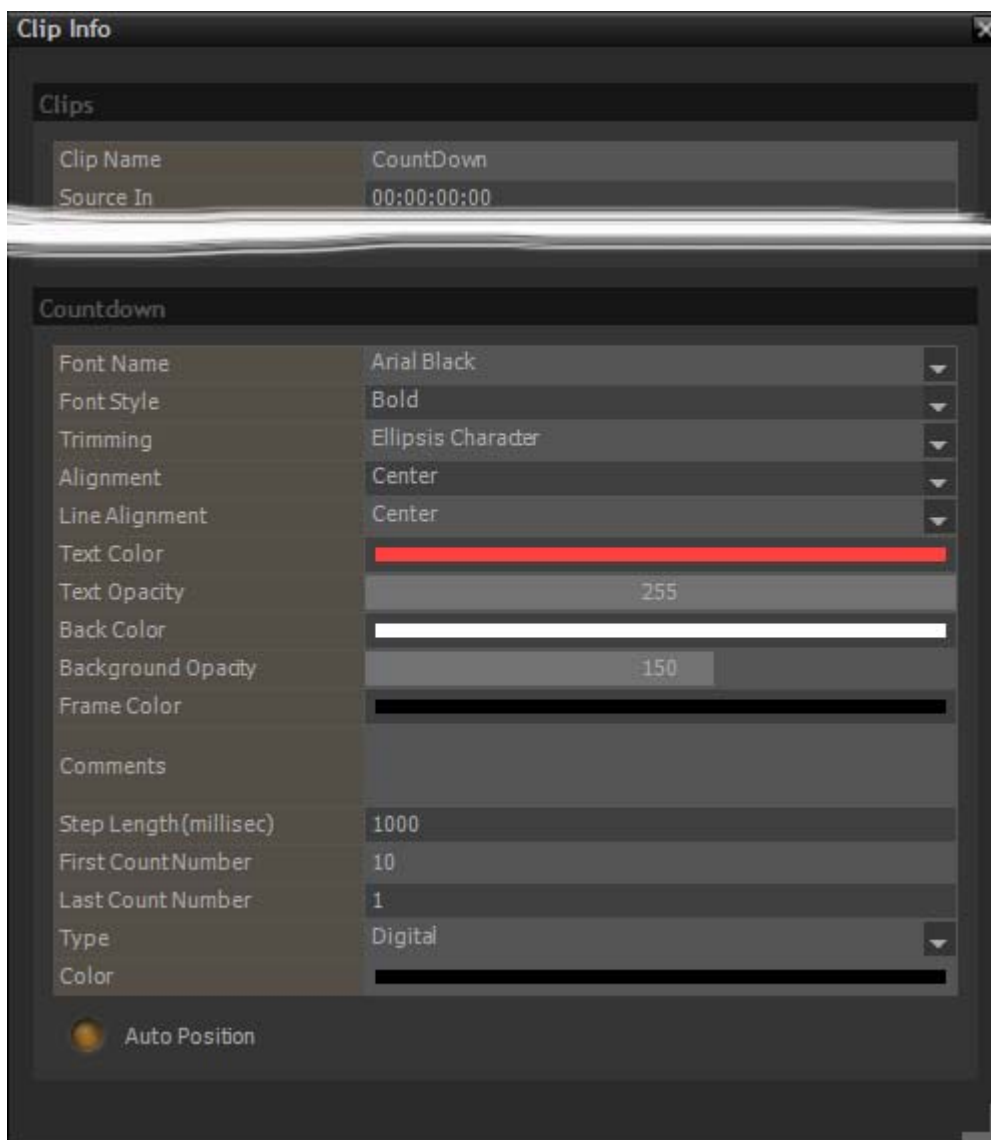 Clip Info
Clips
Clip Name CountDown
Source In 00:00:00:00
Countdown
Font Name Arial Black
Font Style Bold
Trimming Ellipsis Character
Alignment Center
Line Alignment Center
Text Color
Text Opacity 255
Back Color
Background Opacity 150
Frame Color
Comments
Step Length(millisec) 1000
First Count Number 10
Last Count Number 1
Type Digital
Color
Auto Position